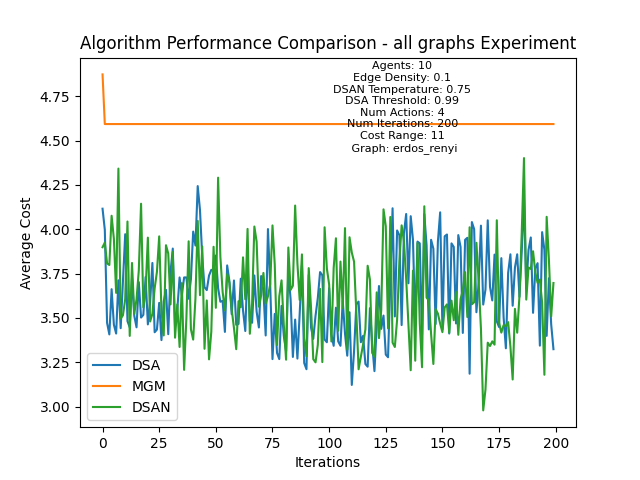 Algorithm Performance Comparison - all graphs Experiment
Agents: 10
Edge Density: 0.1
DSAN Temperature: 0.75
DSA Threshold: 0.99
Num Actions: 4
Num Iterations: 200
Cost Range: 11
Graph: erdos_renyi
Average Cost
4.75
4.50
4.25
4.00
3.75
3.50
3.25
3.00
DSA
MGM
DSAN
0 25 50 75 100 125 150 175 200
Iterations